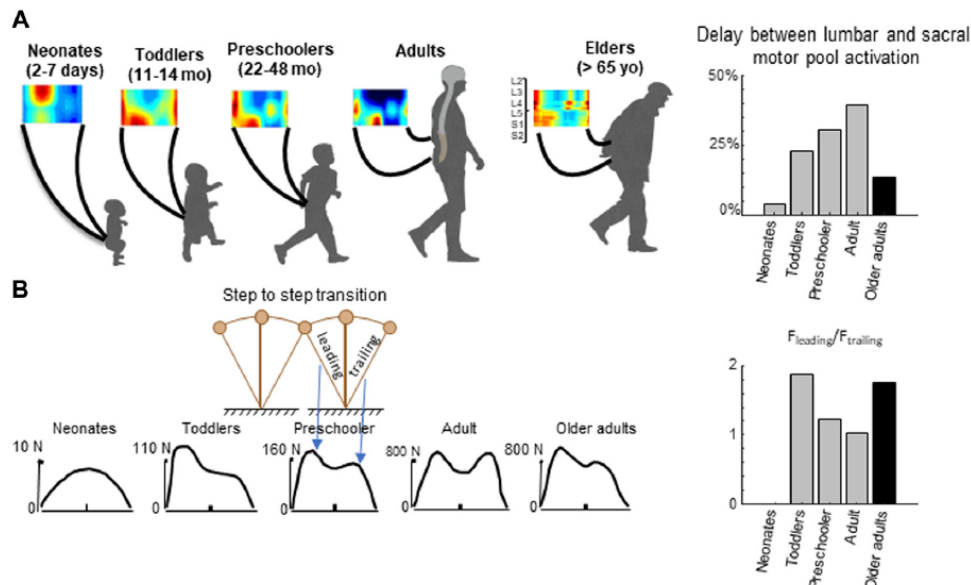 A
Neonates
(2-7 days)
Toddlers
(11-14 mo)
Preschoolers
(22-48 mo)
Adults
Elders
(> 65 yo)
L2
L3
L4
L5
S1
S2
Delay between lumbar and sacral
motor pool activation
50%
25%
0%
Neonates
Toddlers
Preschooler
Adult
Older adults
B
Step to step transition
leading
trailing
Neonates
10 N
0
Toddlers
110 N
0
Preschooler
160 N
0
Adult
800 N
0
Older adults
800 N
0
Fleading/Ftrailing
2
1
0
Neonates
Toddlers
Preschooler
Adult
Older adults